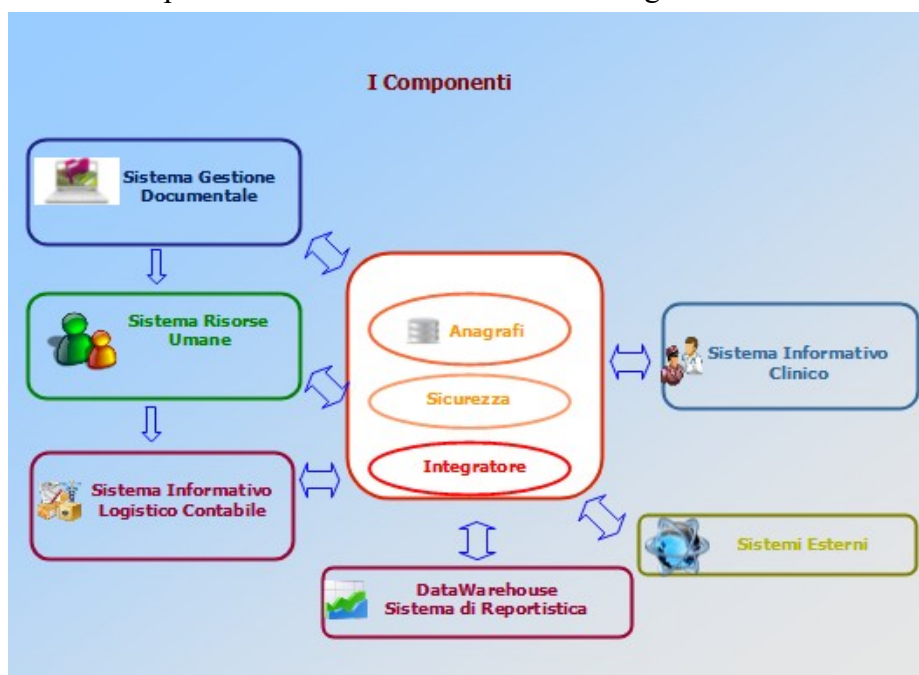 I Componenti
Sistema Gestione
Documentale
Sistema Risorse
Umane
Sistema Informativo
Logistico Contabile
Anagrafi
Sicurezza
Integratore
Sistema Informativo
Clinico
Sistemi Esterni
DataWarehouse
Sistema di Reportistica